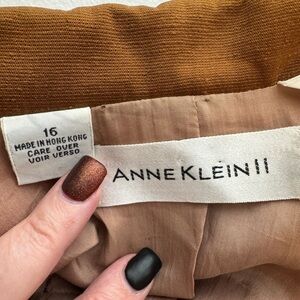 16
MADE IN HONG KONG
CARE OVER
VOIR VERSO
ANNE KLEIN II